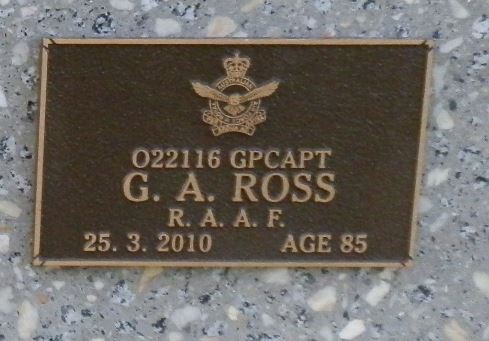 O22116 GPCAPT
G. A. ROSS
R. A. A. F.
25. 3. 2010 AGE 85